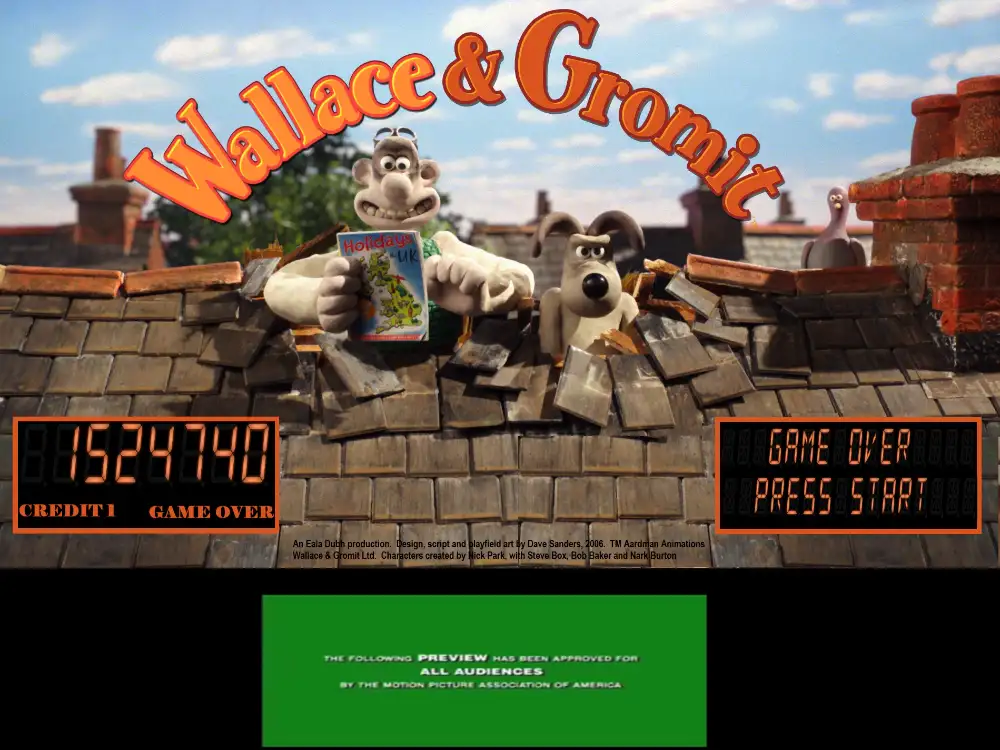 Wallace & Gromit
Holidays
in UK
1524740
CREDIT 1 GAME OVER
GAME OVER
PRESS START
An Eala Dubh production. Design, script and playfield art by Dave Sanders, 2006. TM Aardman Animations
Wallace & Gromit Ltd. Characters created by Nick Park, with Steve Box, Bob Baker and Nark Burton
THE FOLLOWING PREVIEW HAS BEEN APPROVED FOR
ALL AUDIENCES
BY THE MOTION PICTURE ASSOCIATION OF AMERICA